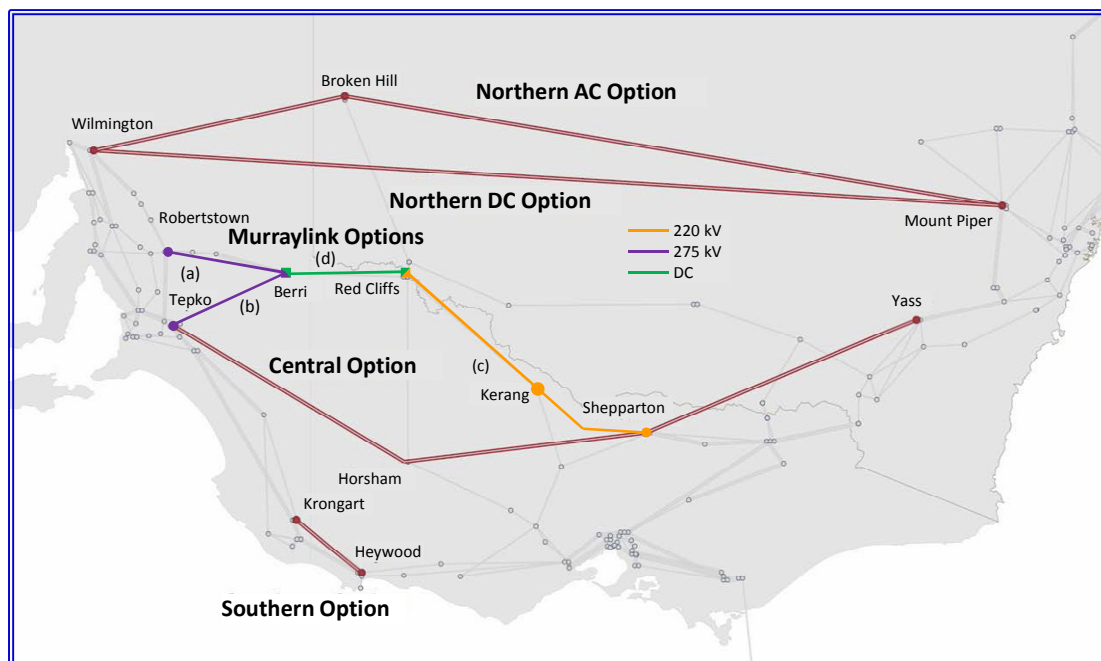 Broken Hill
Northern AC Option
Wilmington
Northern DC Option
Mount Piper
Robertstown
Murraylink Options
220 kV
275 kV
DC
(a)
(d)
Tepko
(b)
Berri
Red Cliffs
Yass
Central Option
(c)
Kerang
Shepparton
Horsham
Krongart
Heywood
Southern Option